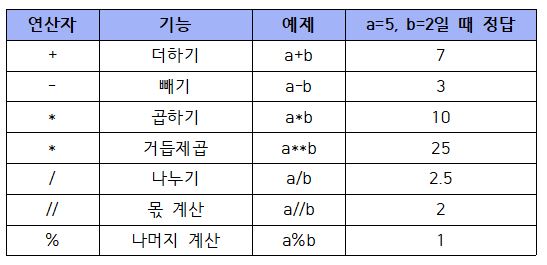 연산자 기능 예제 a=5, b=2일 때 정답
+ 더하기 a+b 7
- 빼기 a-b 3
* 곱하기 a*b 10
* 거듭제곱 a**b 25
/ 나누기 a/b 2.5
// 몫 계산 a//b 2
% 나머지 계산 a%b 1